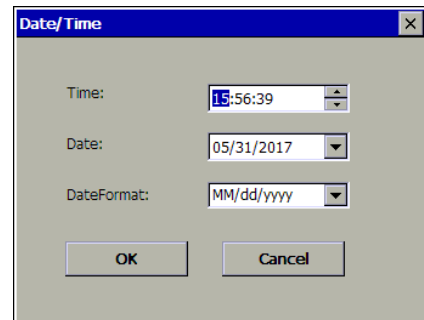 Date/Time
Time: 15:56:39
Date: 05/31/2017
DateFormat: MM/dd/yyyy
OK Cancel